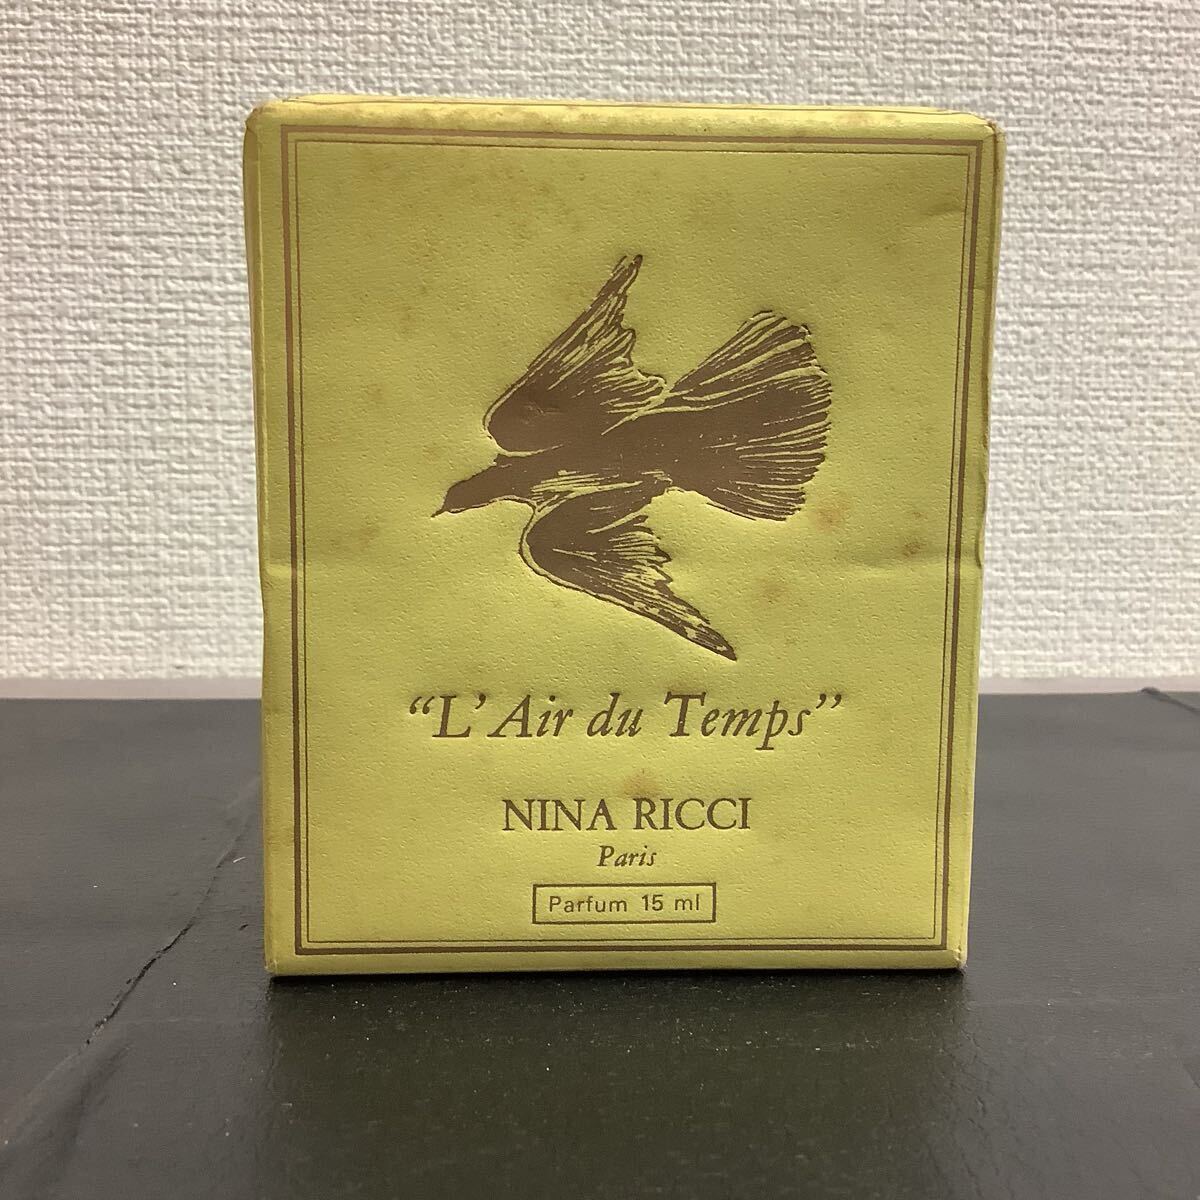 “L’Air du Temps”
NINA RICCI
Paris
Parfum 15 ml